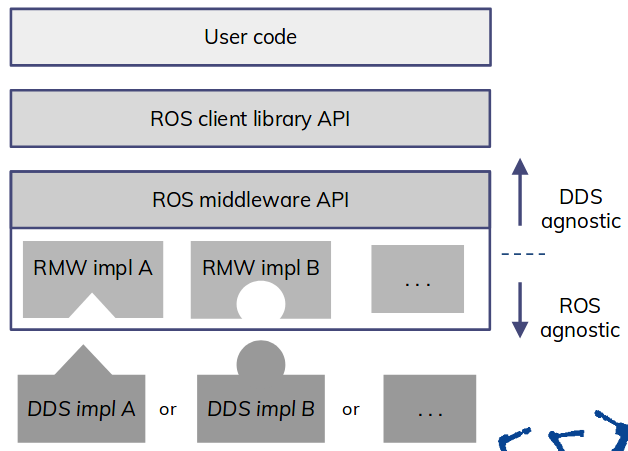 User code
ROS client library API
ROS middleware API
DDS
agnostic
RMW impl A
RMW impl B
...
ROS
agnostic
DDS impl A
or
DDS impl B
or
...